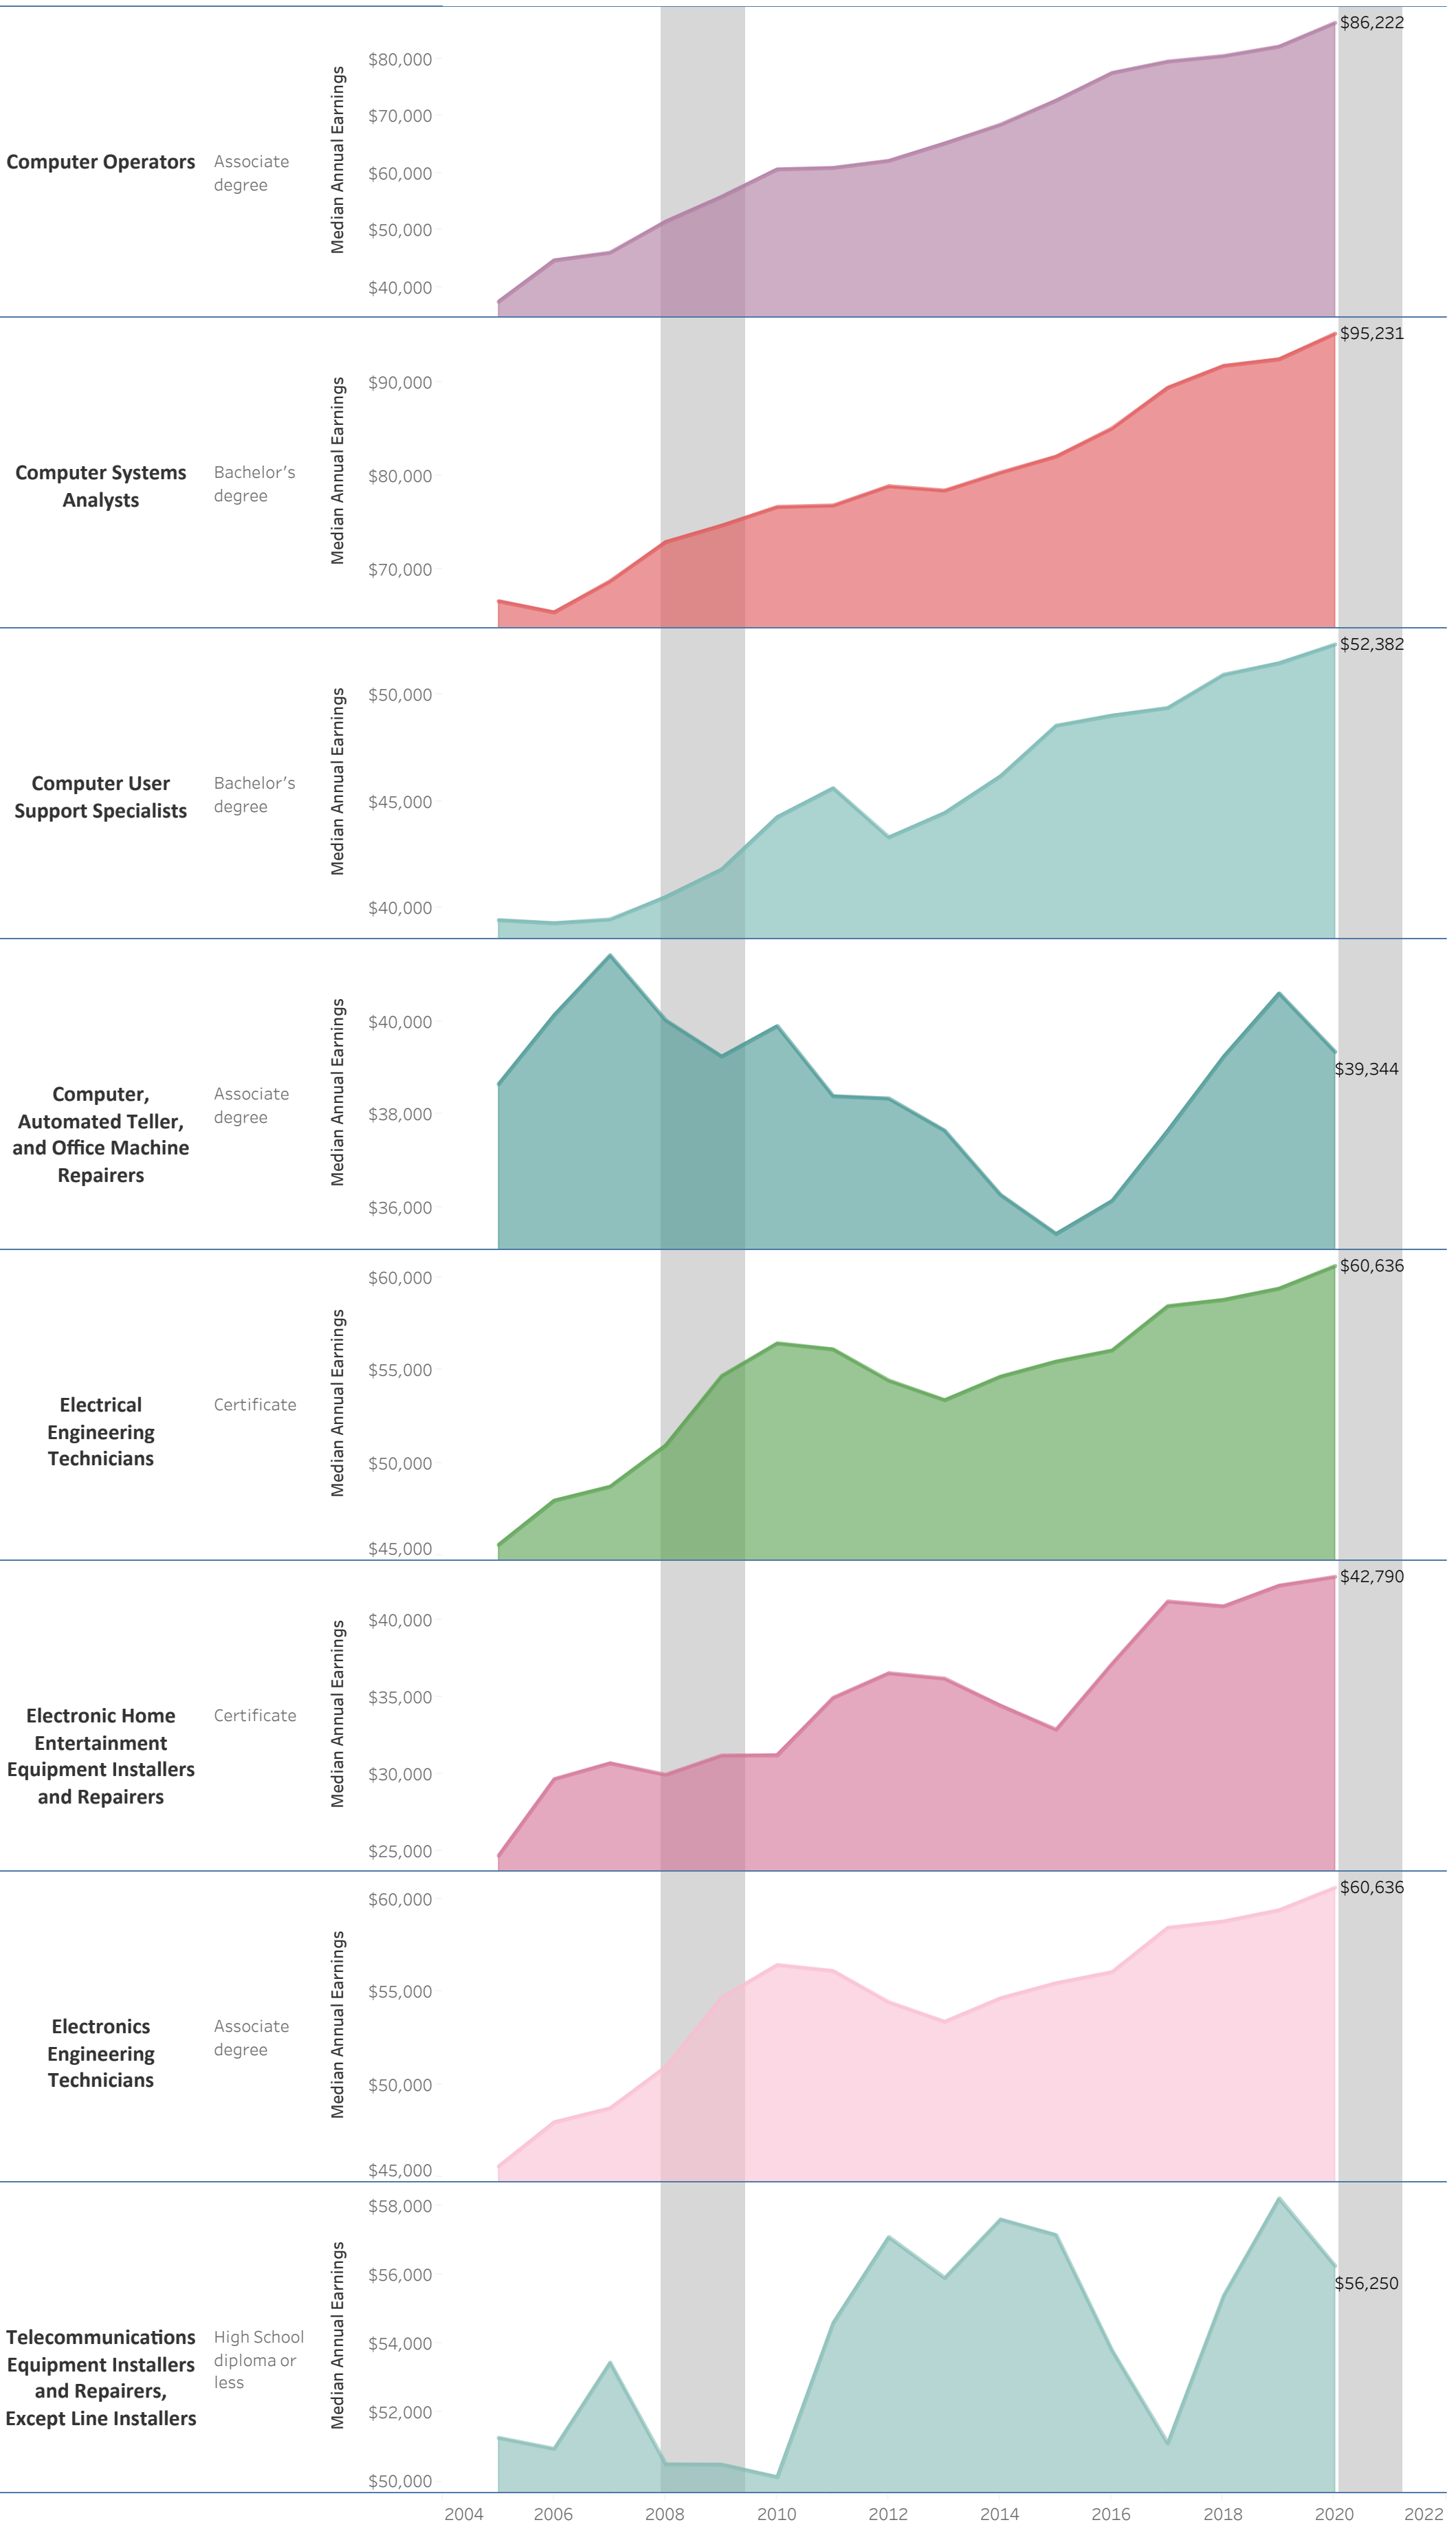 $86,222
$80,000
$70,000
Computer Operators
Associate
degree
Median Annual Earnings
$60,000
$50,000
$40,000
$95,231
$90,000
Computer Systems
Analysts
Bachelor's
degree
Median Annual Earnings
$80,000
$70,000
$52,382
$50,000
Computer User
Support Specialists
Bachelor's
degree
Median Annual Earnings
$45,000
$40,000
$40,000
Computer,
Automated Teller,
and Office Machine
Repairers
Associate
degree
Median Annual Earnings
$39,344
$38,000
$36,000
$60,636
$60,000
$55,000
Electrical
Engineering
Technicians
Certificate
Median Annual Earnings
$50,000
$45,000
$42,790
$40,000
$35,000
Electronic Home
Entertainment
Equipment Installers
and Repairers
Certificate
Median Annual Earnings
$30,000
$25,000
$60,636
$60,000
$55,000
Electronics
Engineering
Technicians
Associate
degree
Median Annual Earnings
$50,000
$45,000
$58,000
$56,000
$56,250
$54,000
Telecommunications
Equipment Installers
and Repairers,
Except Line Installers
High School
diploma or
less
Median Annual Earnings
$52,000
$50,000
2004 2006 2008 2010 2012 2014 2016 2018 2020 2022